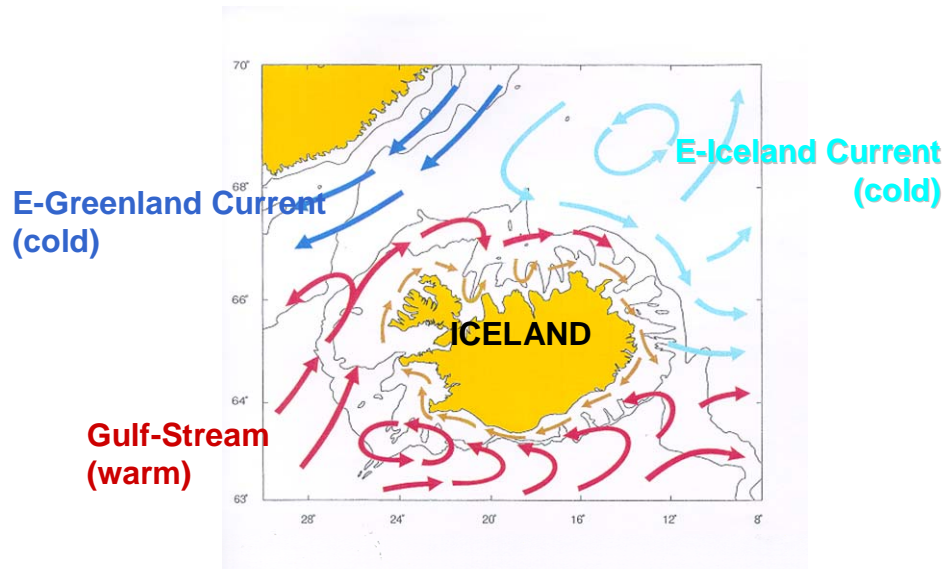 70°
E-Iceland Current
(cold)
68°
E-Greenland Current
(cold)
66°
ICELAND
64°
Gulf-Stream
(warm)
63°
28°
24°
20°
16°
12°
8°